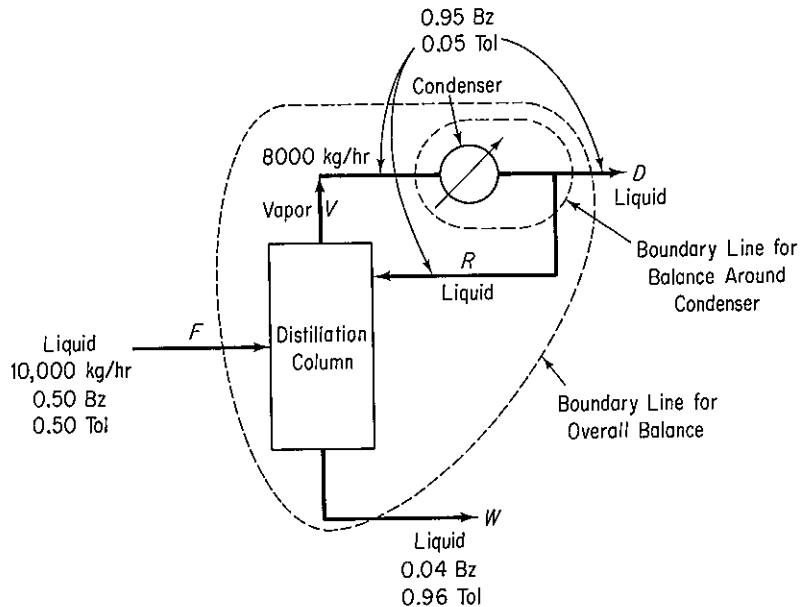 0.95 Bz
0.05 Tol
Condenser
8000 kg/hr
D
Liquid
Vapor V
Boundary Line for
Balance Around
Condenser
R
Liquid
F
Liquid
10,000 kg/hr
0.50 Bz
0.50 Tol
Distillation
Column
Boundary Line for
Overall Balance
W
Liquid
0.04 Bz
0.96 Tol